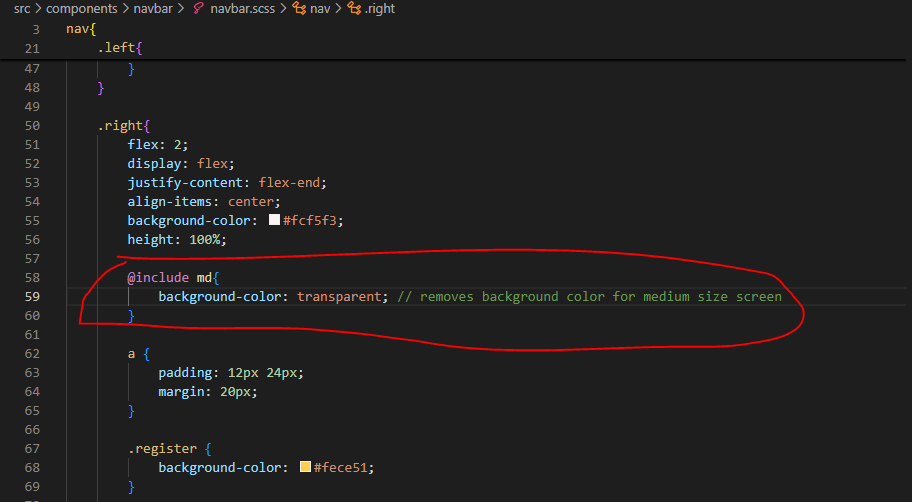 src > components > navbar > navbar.scss > nav > .right
3 nav{
21 .left{
47 }
48 }
49
50 .right{
51 flex: 2;
52 display: flex;
53 justify-content: flex-end;
54 align-items: center;
55 background-color: #fcf5f3;
56 height: 100%;
57
58 @include md{
59 background-color: transparent; // removes background color for medium size screen
60 }
61
62 a {
63 padding: 12px 24px;
64 margin: 20px;
65 }
66
67 .register {
68 background-color: #fece51;
69 }